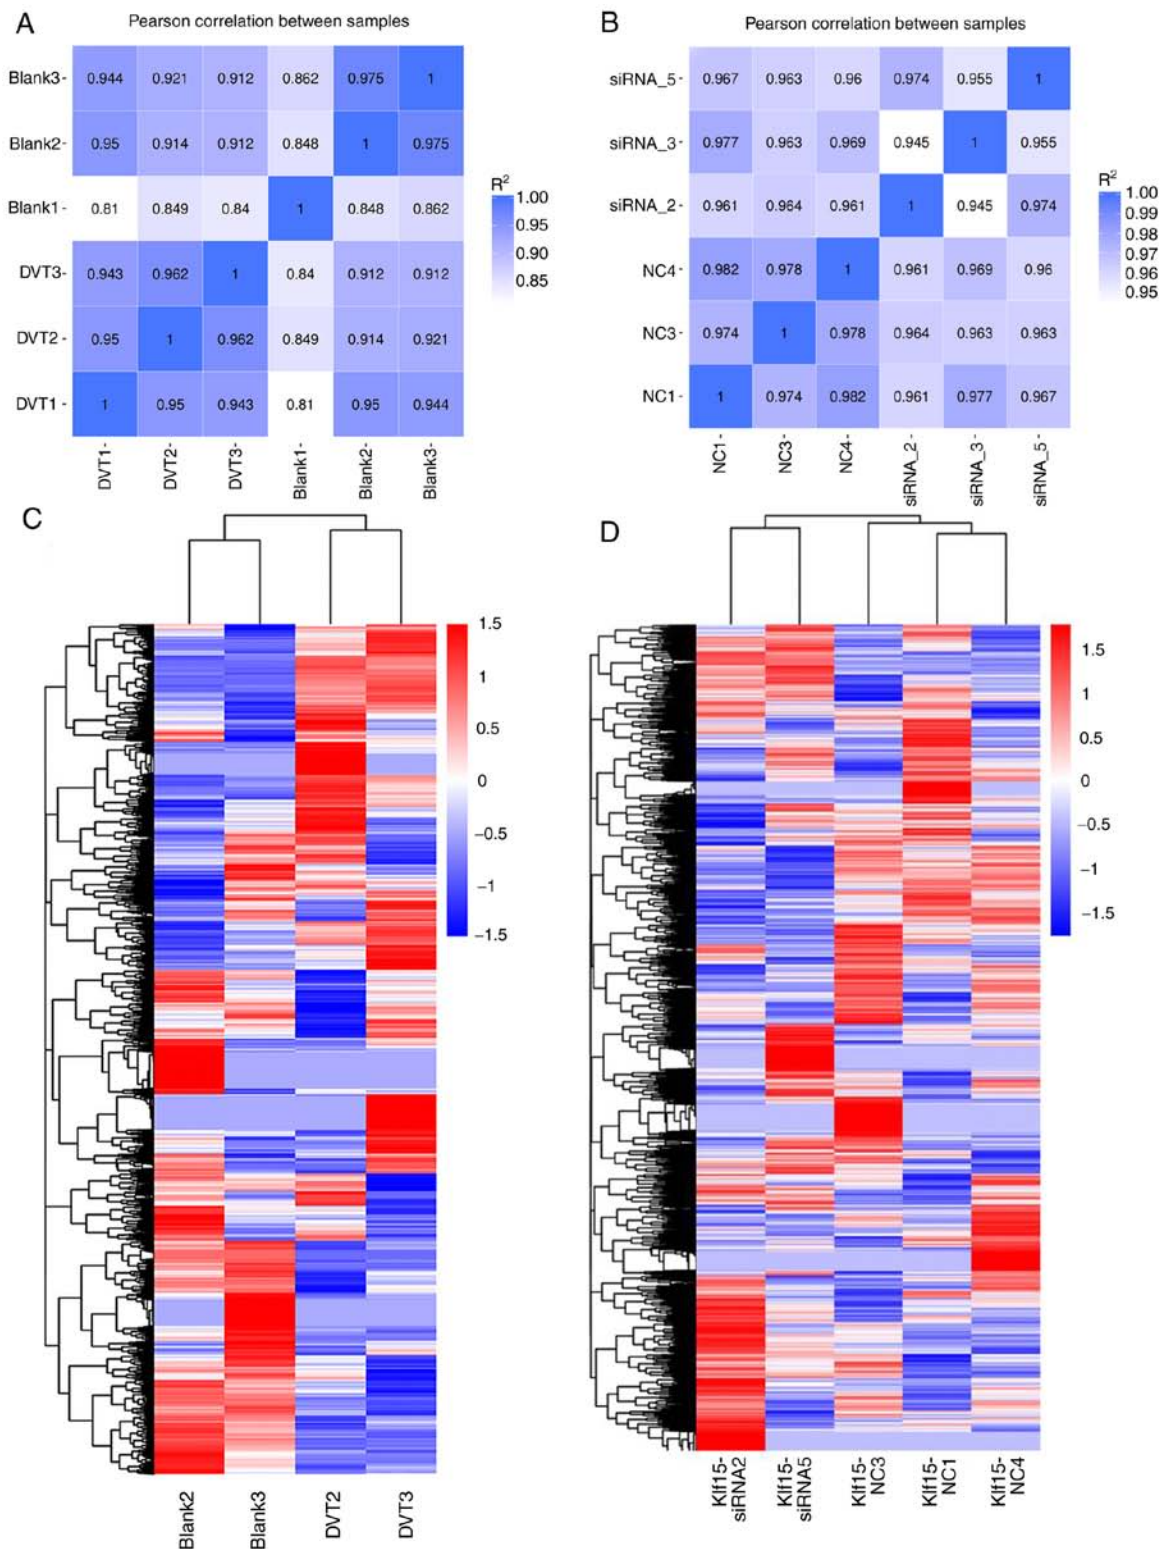 A
Pearson correlation between samples
Blank3 0.944 0.921 0.912 0.862 0.975 1
Blank2 0.95 0.914 0.912 0.848 1 0.975
Blank1 0.81 0.849 0.84 1 0.848 0.862
DVT3 0.943 0.962 1 0.84 0.912 0.912
DVT2 0.95 1 0.962 0.849 0.914 0.921
DVT1 1 0.95 0.943 0.81 0.95 0.944
DVT1 DVT2 DVT3 Blank1 Blank2 Blank3
R²
1.00
0.95
0.90
0.85
B
Pearson correlation between samples
siRNA_5 0.967 0.963 0.96 0.974 0.955 1
siRNA_3 0.977 0.963 0.969 0.945 1 0.955
siRNA_2 0.961 0.964 0.961 1 0.945 0.974
NC4 0.982 0.978 1 0.961 0.969 0.96
NC3 0.974 1 0.978 0.964 0.963 0.963
NC1 1 0.974 0.982 0.961 0.977 0.967
NC1 NC3 NC4 siRNA_2 siRNA_3 siRNA_5
R²
1.00
0.99
0.98
0.97
0.96
0.95
C
1.5
1
0.5
0
−0.5
−1
−1.5
Blank2 Blank3 DVT2 DVT3
D
1.5
1
0.5
0
−0.5
−1
−1.5
Klf15-siRNA2 Klf15-siRNA5 Klf15-NC3 Klf15-NC1 Klf15-NC4